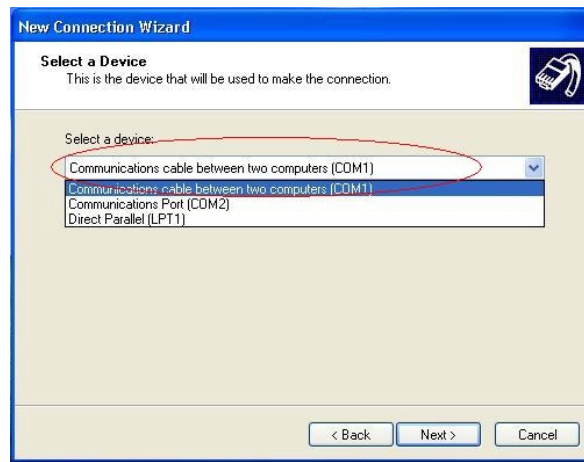 New Connection Wizard
Select a Device
This is the device that will be used to make the connection.
Select a device:
Communications cable between two computers (COM1)
Communications cable between two computers (COM1)
Communications Port (COM2)
Direct Parallel (LPT1)
< Back Next > Cancel